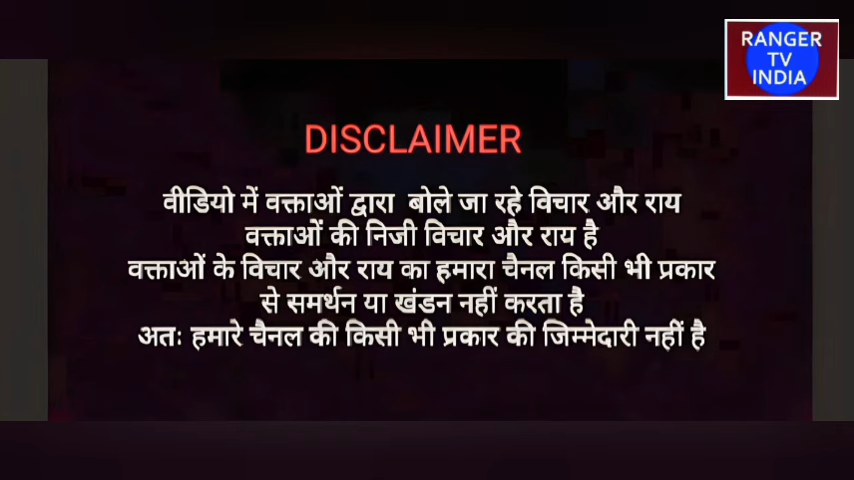 RANGER
TV
INDIA
DISCLAIMER
वीडियो में वक्ताओं द्वारा बोले जा रहे विचार और राय
वक्ताओं की निजी विचार और राय है
वक्ताओं के विचार और राय का हमारा चैनल किसी भी प्रकार
से समर्थन या खंडन नहीं करता है
अतः हमारे चैनल की किसी भी प्रकार की जिम्मेदारी नहीं है